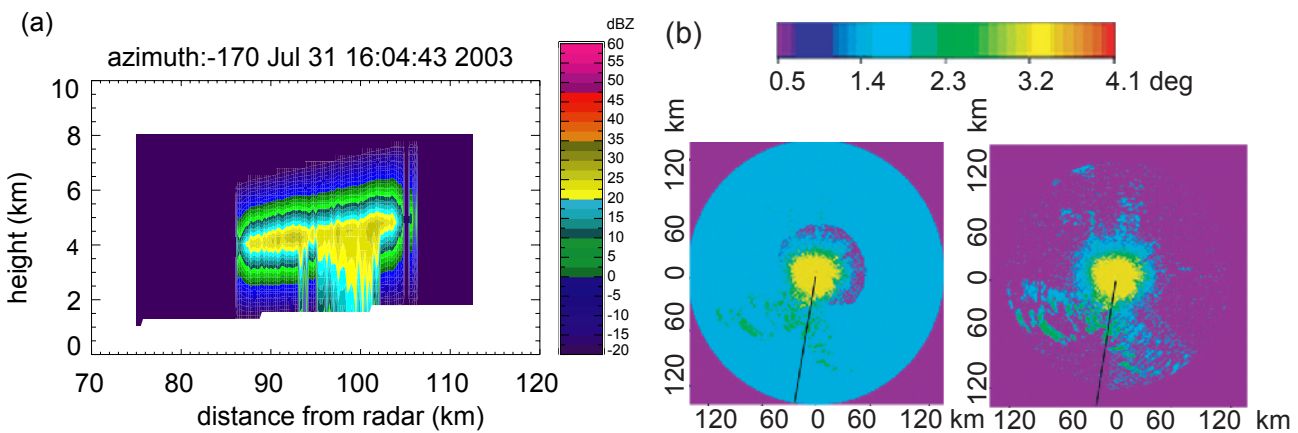 (a)
azimuth:-170 Jul 31 16:04:43 2003
height (km)
10
8
6
4
2
0
70 80 90 100 110 120
distance from radar (km)
dBZ
60
55
50
45
40
35
30
25
20
15
10
5
0
-5
-10
-15
-20
(b)
0.5 1.4 2.3 3.2 4.1 deg
km
120
60
0
60
120
120 60 0 60 120 km
km
120
60
0
60
120
120 60 0 60 120 km